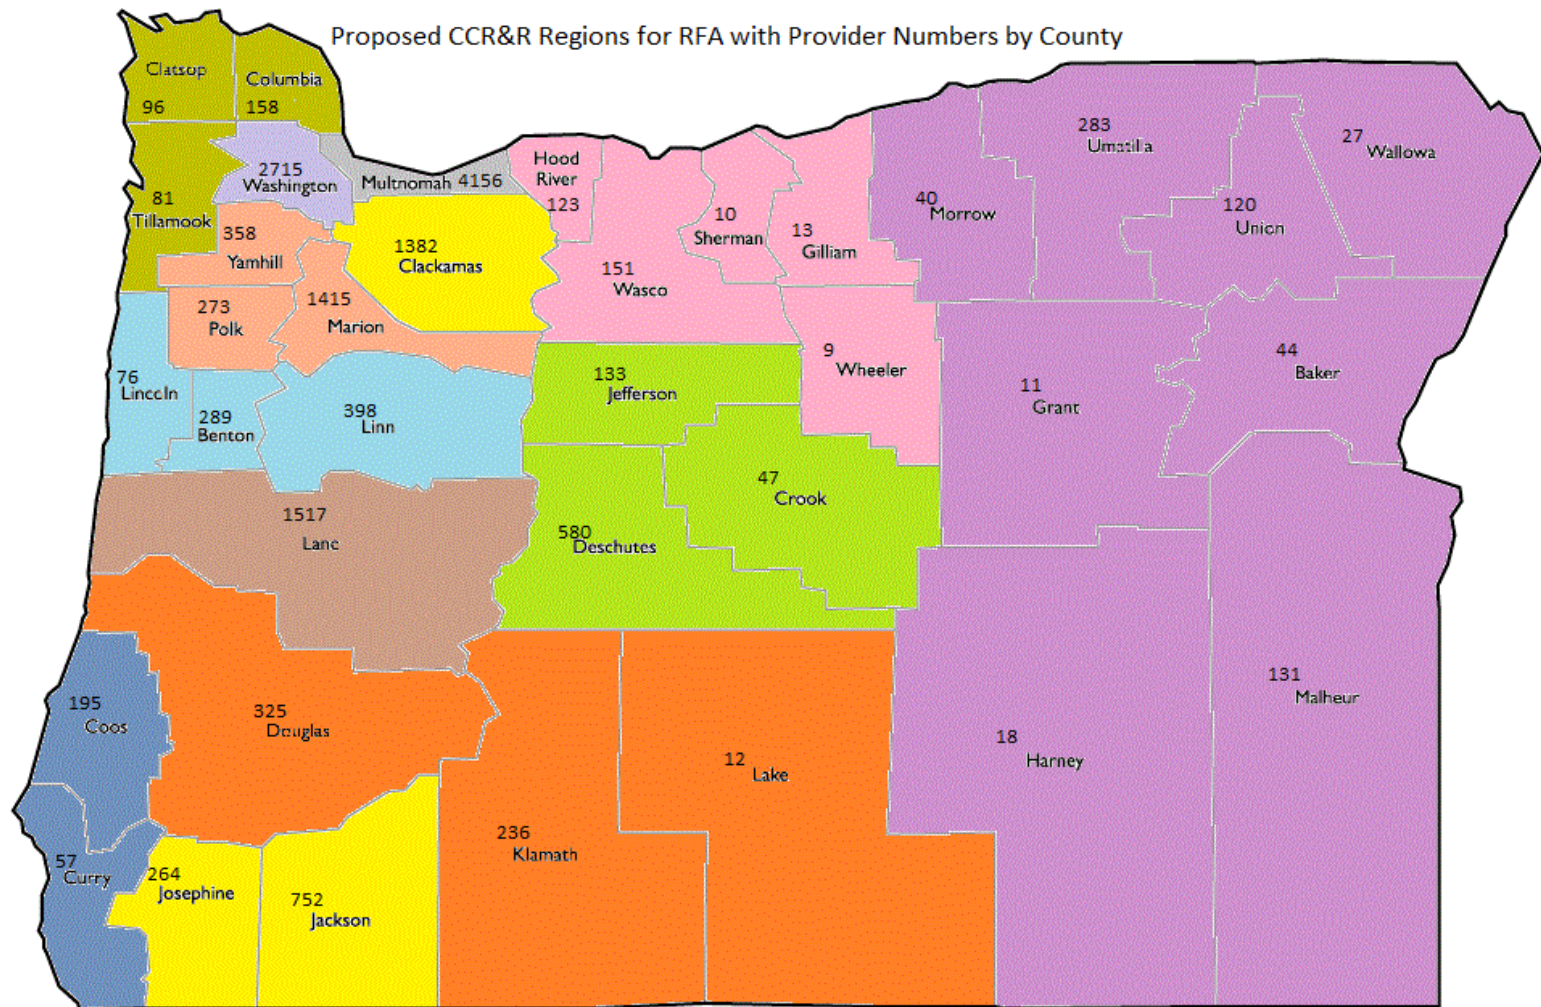 Proposed CCR&R Regions for RFA with Provider Numbers by County
Clatsop
96
Columbia
158
2715
Washington
Multnomah 4156
Hood
River
123
283
Umatilla
27
Wallowa
81
Tillamook
358
Yamhill
1382
Clackamas
151
Wasco
10
Sherman
13
Gilliam
40
Morrow
120
Union
273
Polk
1415
Marion
76
Lincoln
289
Benton
398
Linn
133
Jefferson
9
Wheeler
11
Grant
44
Baker
1517
Lane
580
Deschutes
47
Crook
195
Coos
325
Douglas
12
Lake
18
Harney
131
Malheur
57
Curry
264
Josephine
752
Jackson
236
Klamath